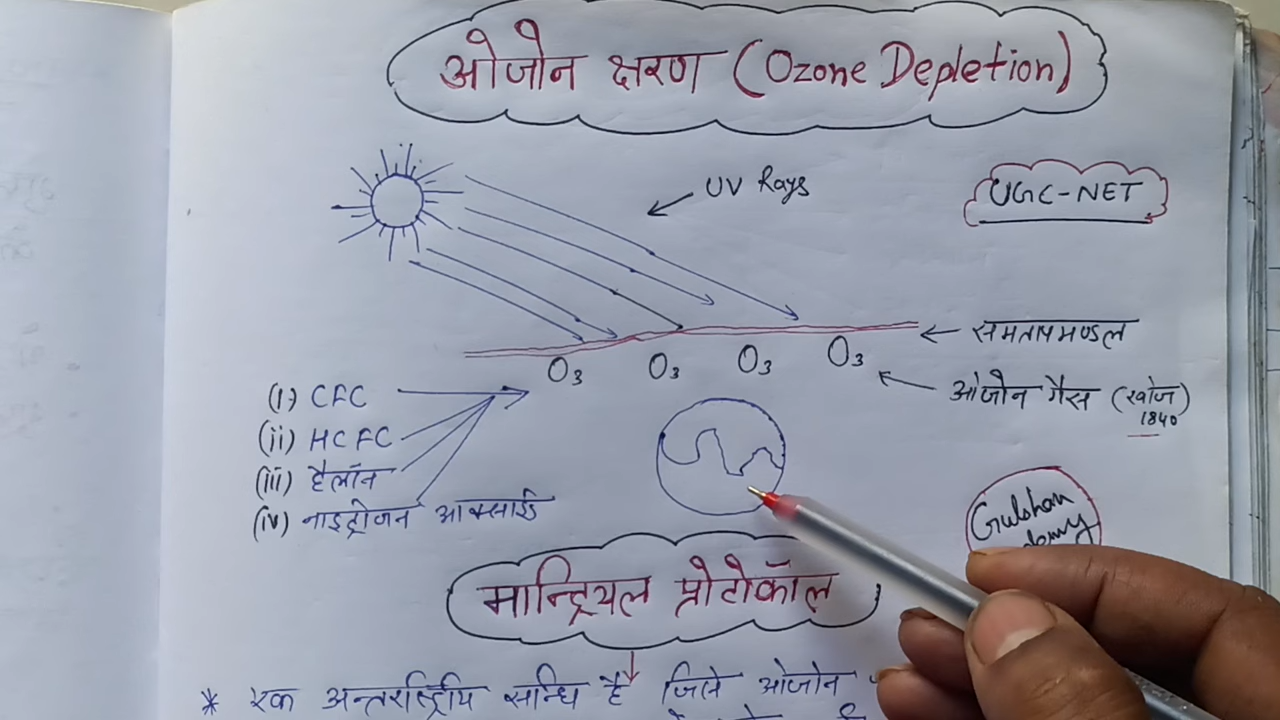 ओजोन क्षरण (Ozone Depletion)
UV Rays
UGC-NET
समतापमण्डल
O3 O3 O3 O3
ओजोन गैस (खोज)
1840
(i) CFC
(ii) HCFC
(iii) हैलॉन
(iv) नाइट्रोजन आक्साईड
Gulshan
मान्ट्रियल प्रोटोकॉल
* एक अन्तर्राष्ट्रीय सन्धि है जिसे ओजोन